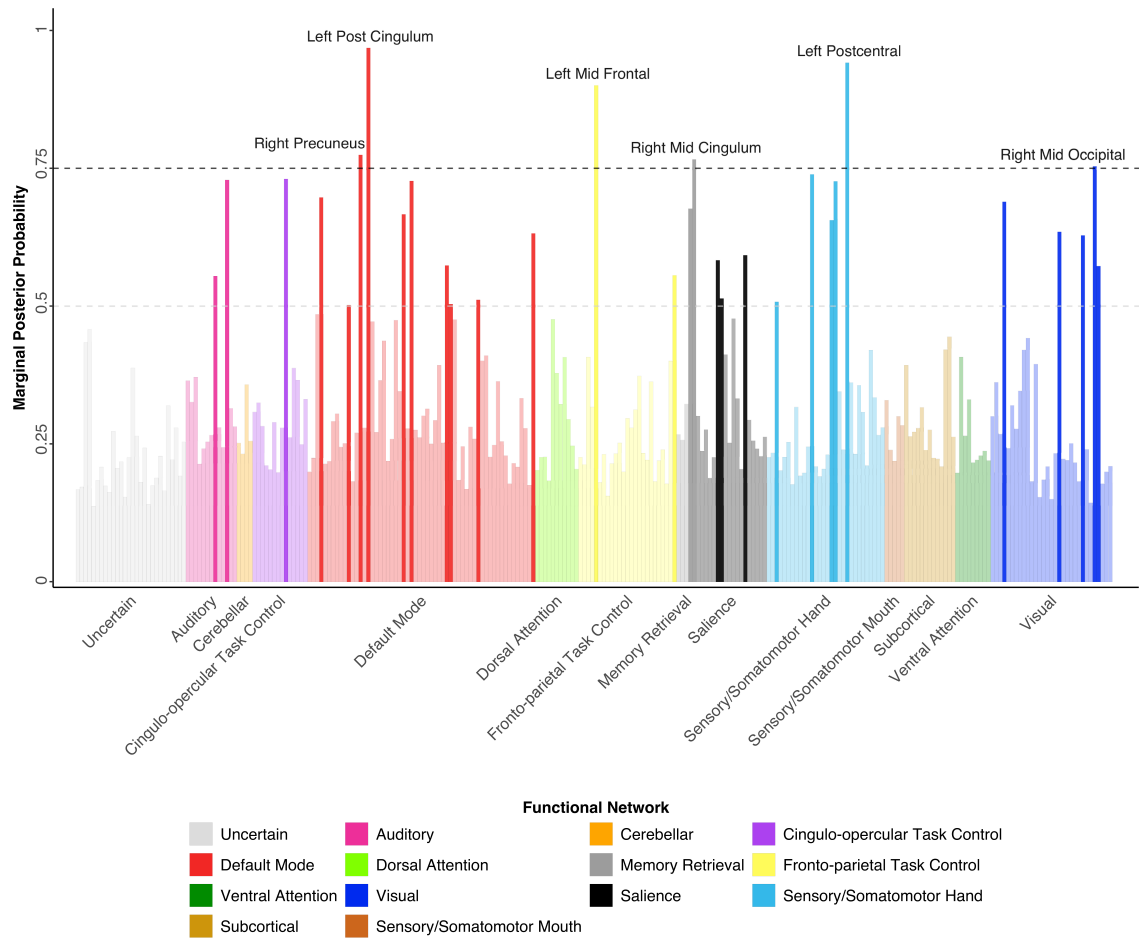 Left Post Cingulum
Left Postcentral
Left Mid Frontal
Right Precuneus
Right Mid Cingulum
Right Mid Occipital
Marginal Posterior Probability
1
0.75
0.5
0.25
0
Uncertain
Auditory
Cerebellar
Cingulo-opercular Task Control
Default Mode
Dorsal Attention
Fronto-parietal Task Control
Memory Retrieval
Salience
Sensory/Somatomotor Hand
Sensory/Somatomotor Mouth
Subcortical
Ventral Attention
Visual
Functional Network
Uncertain Auditory Cerebellar Cingulo-opercular Task Control
Default Mode Dorsal Attention Memory Retrieval Fronto-parietal Task Control
Ventral Attention Visual Salience Sensory/Somatomotor Hand
Subcortical Sensory/Somatomotor Mouth